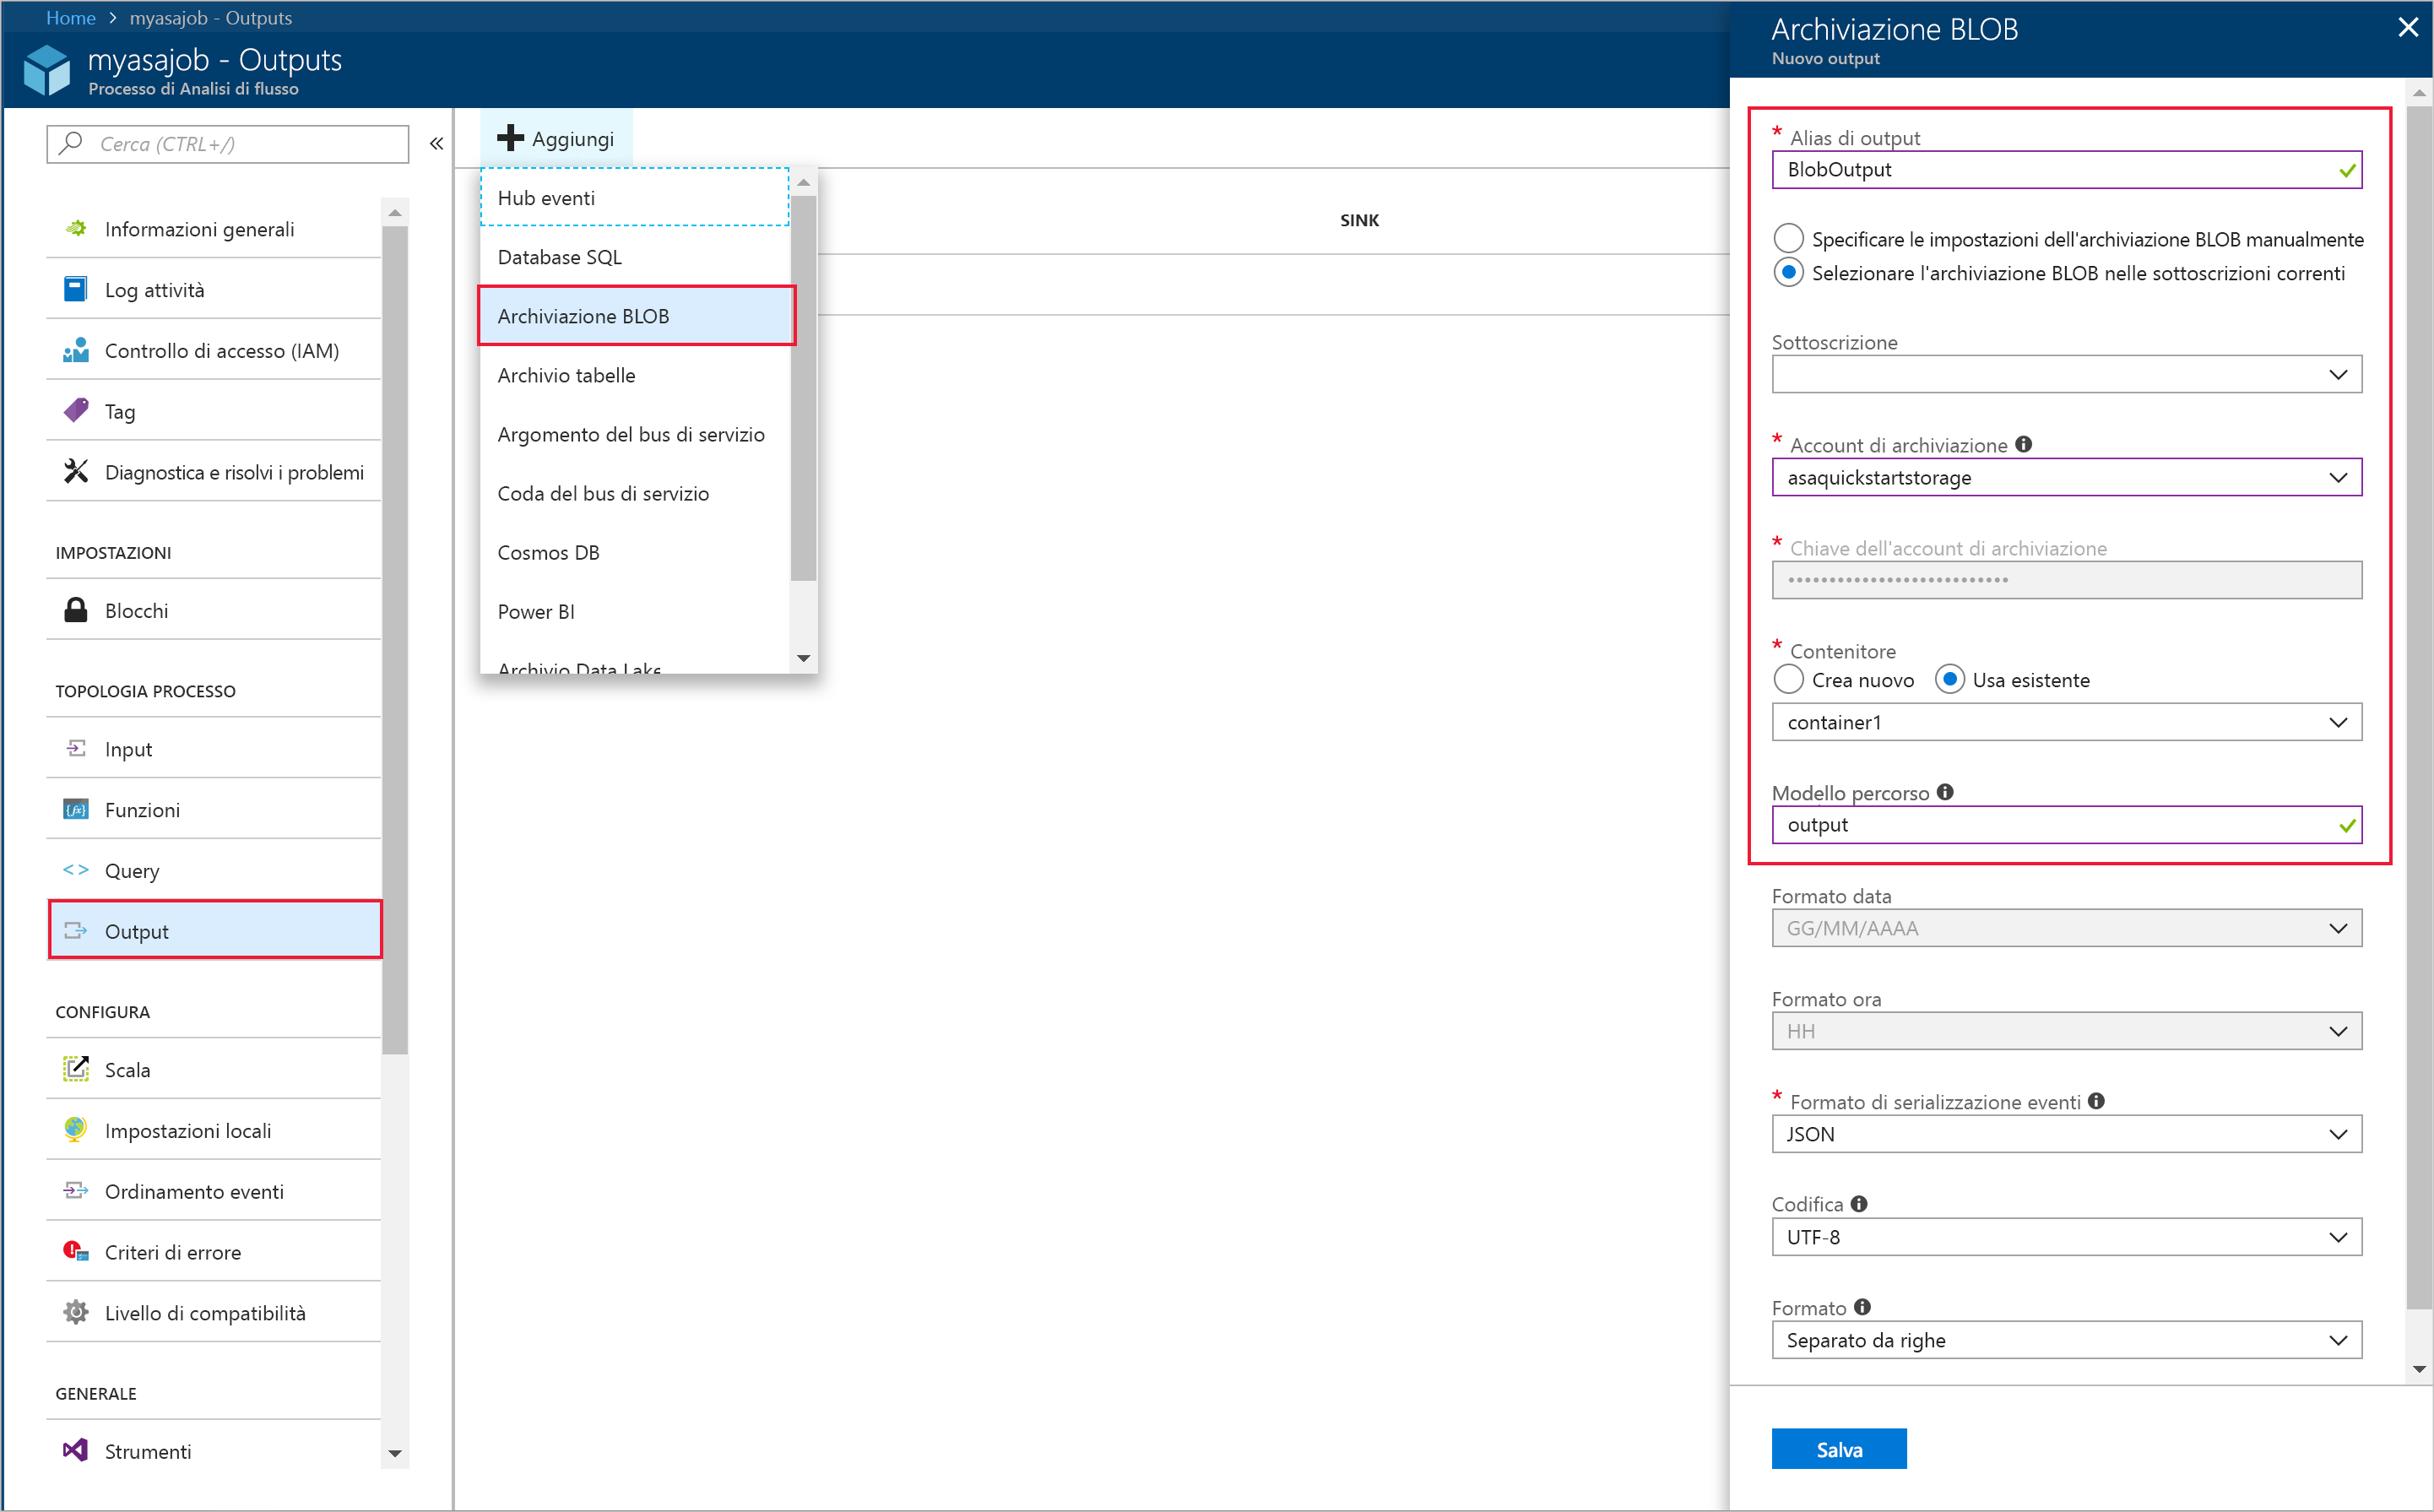 Home > myasajob - Outputs
myasajob - Outputs
Processo di Analisi di flusso
Cerca (CTRL+/)
«
Informazioni generali
Log attività
Controllo di accesso (IAM)
Tag
Diagnostica e risolvi i problemi
IMPOSTAZIONI
Blocchi
TOPOLOGIA PROCESSO
Input
Funzioni
Query
Output
CONFIGURA
Scala
Impostazioni locali
Ordinamento eventi
Criteri di errore
Livello di compatibilità
GENERALE
Strumenti
Aggiungi
Hub eventi
Database SQL
Archiviazione BLOB
Archivio tabelle
Argomento del bus di servizio
Coda del bus di servizio
Cosmos DB
Power BI
Archivio Data Lake
SINK
Archiviazione BLOB
Nuovo output
* Alias di output
BlobOutput
Specificare le impostazioni dell'archiviazione BLOB manualmente
Selezionare l'archiviazione BLOB nelle sottoscrizioni correnti
Sottoscrizione
* Account di archiviazione
asaquickstartstorage
* Chiave dell'account di archiviazione
* Contenitore
Crea nuovo Usa esistente
container1
Modello percorso
output
Formato data
GG/MM/AAAA
Formato ora
HH
* Formato di serializzazione eventi
JSON
Codifica
UTF-8
Formato
Separato da righe
Salva